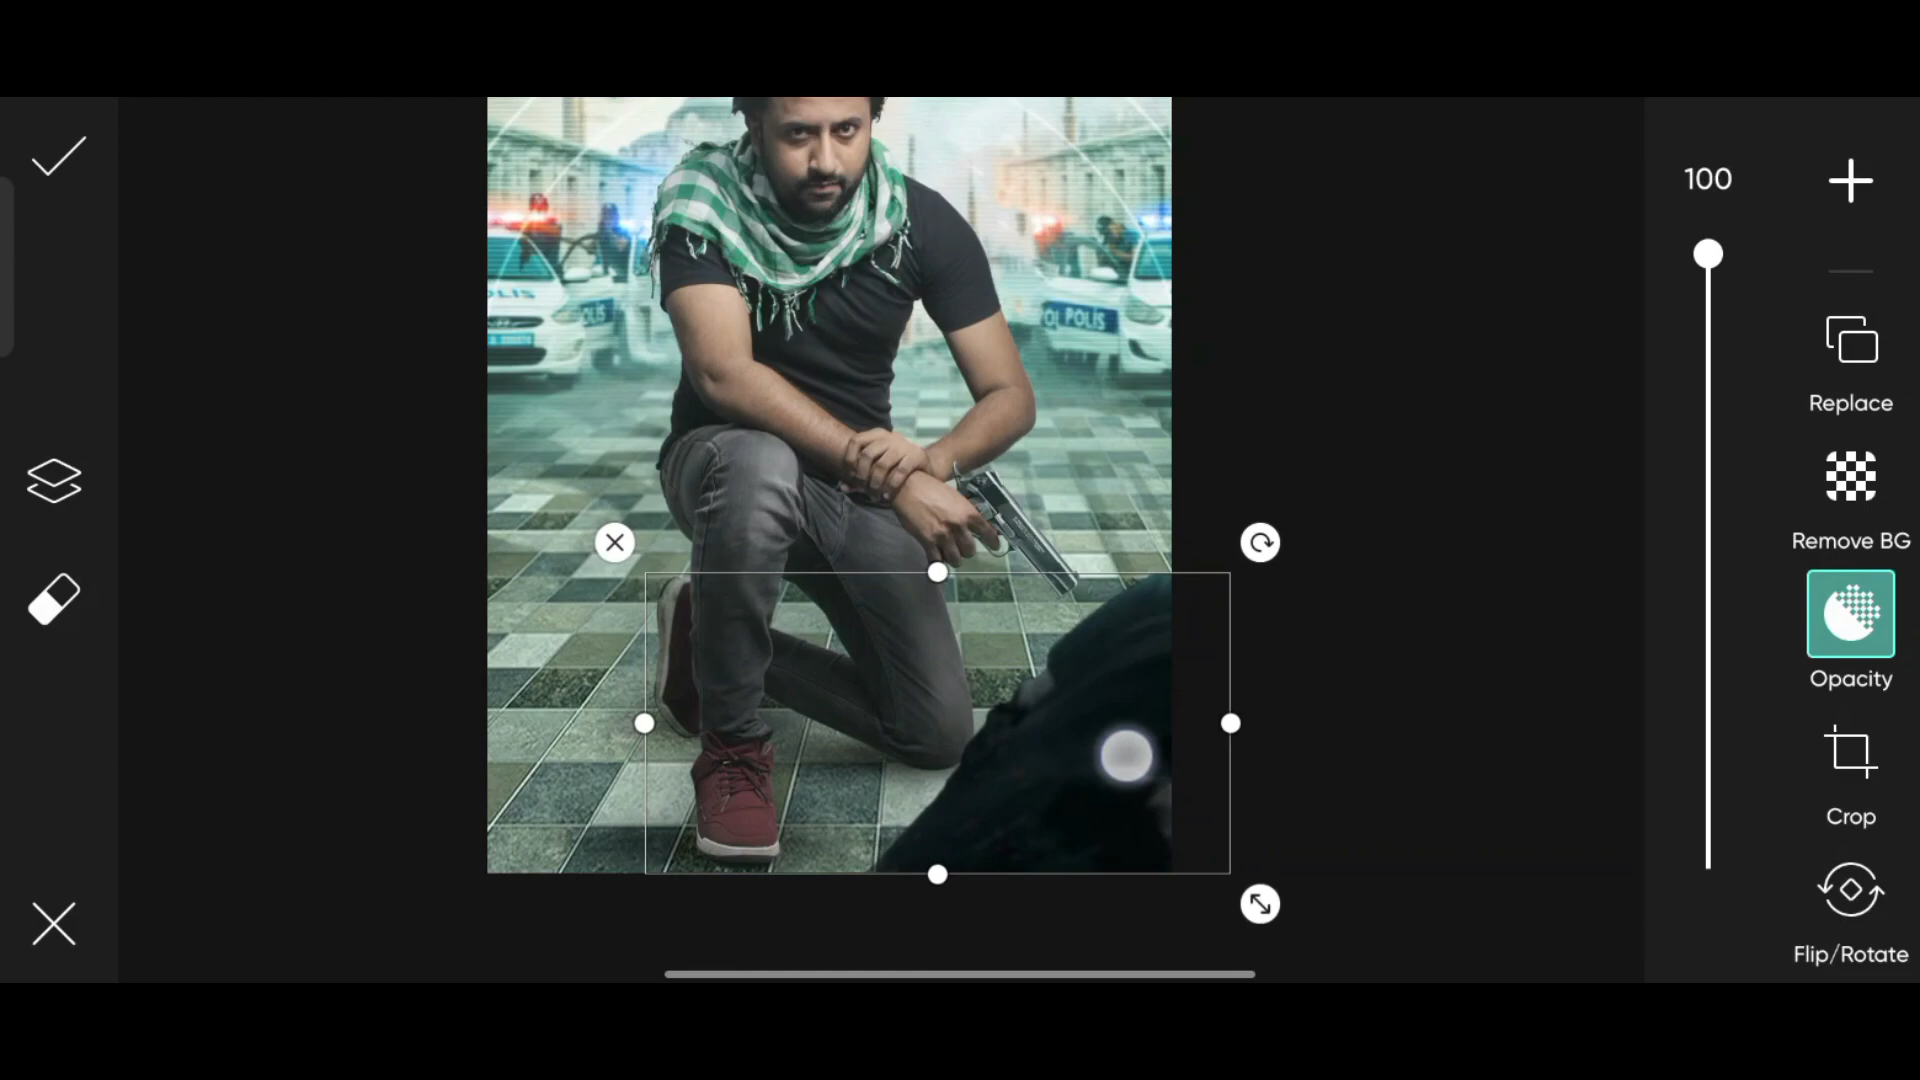 100
Replace
Remove BG
Opacity
Crop
Flip/Rotate
POLIS